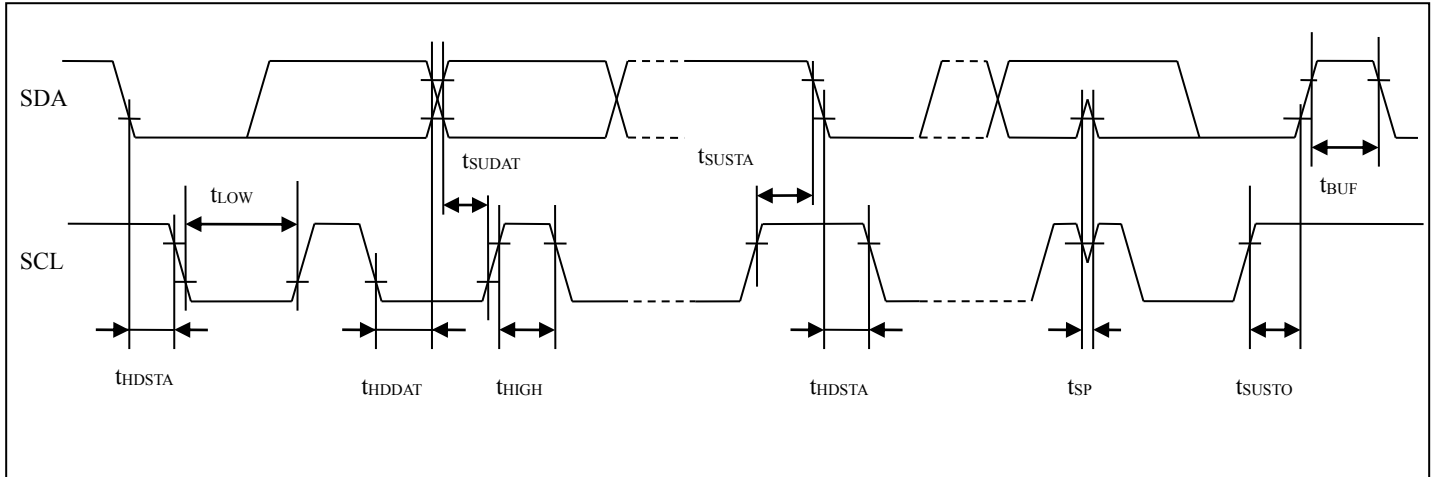 SDA
tSUDAT tSUSTA
tLOW tBUF
SCL
tHDSTA tHDDAT tHIGH tHDSTA tSP tSUSTO